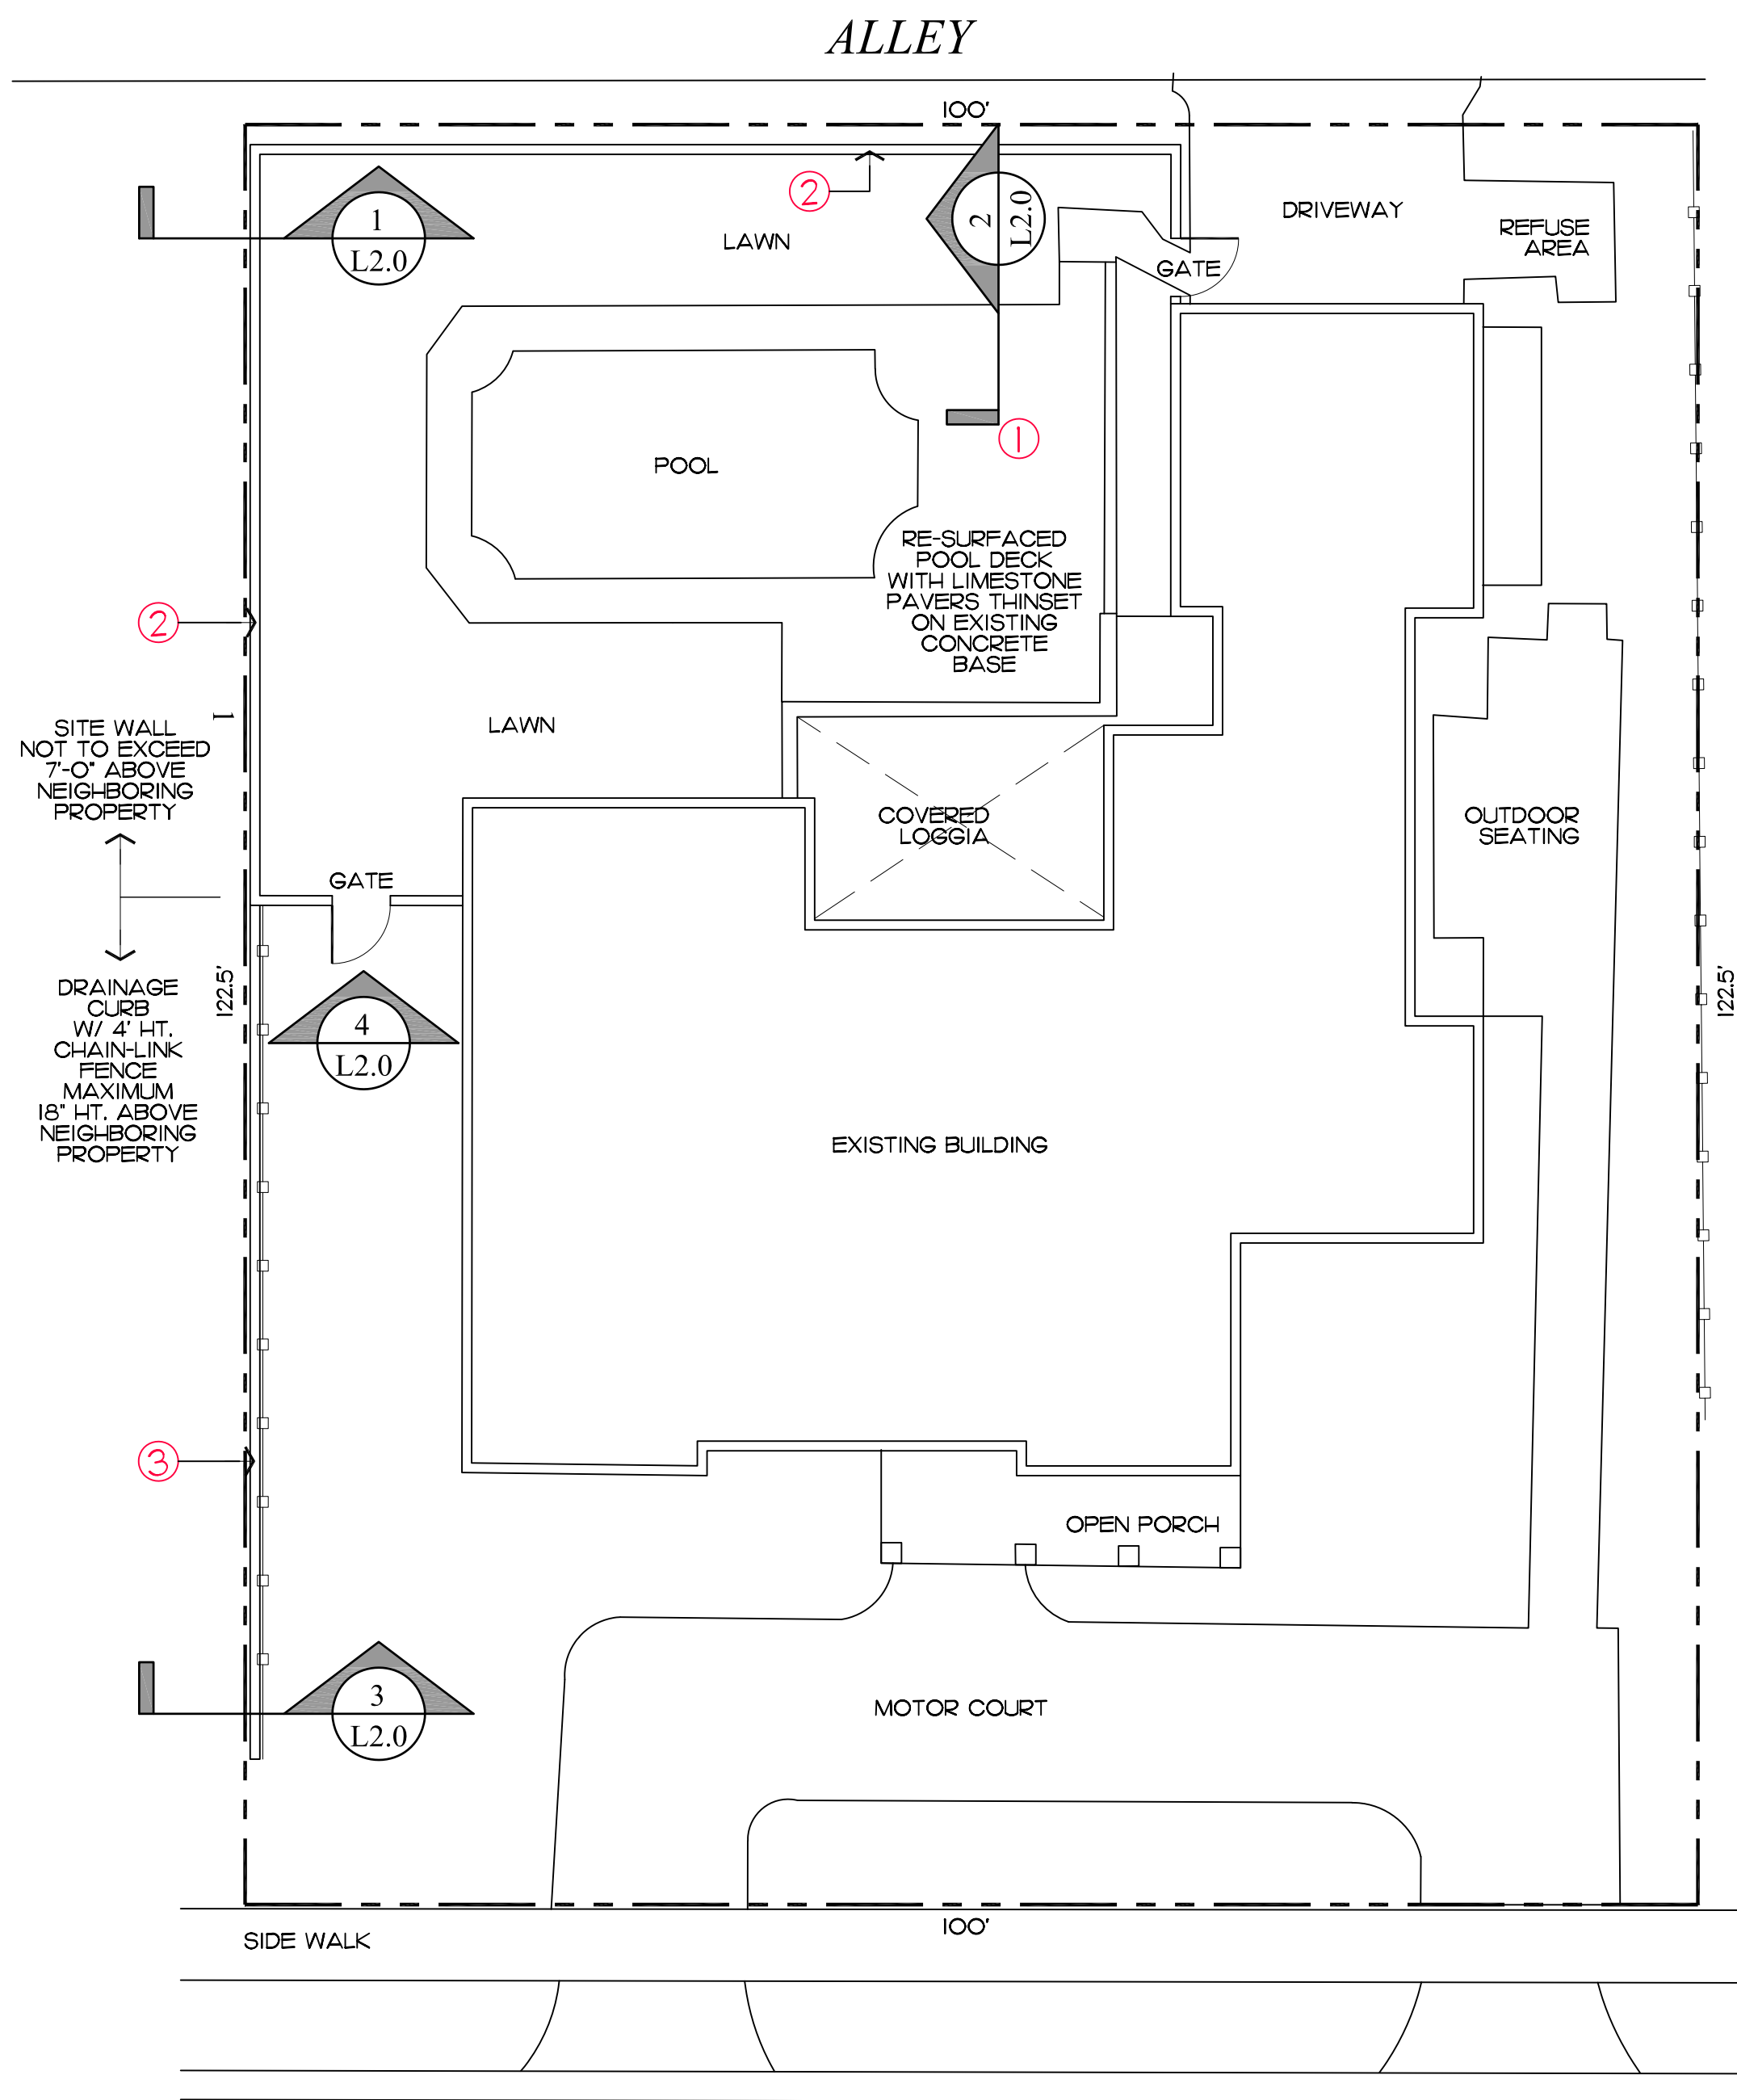 ALLEY
100'
1
L2.0
2
2
L2.0
LAWN
DRIVEWAY
REFUSE
AREA
GATE
1
POOL
RE-SURFACED
POOL DECK
WITH LIMESTONE
PAVERS THINSET
ON EXISTING
CONCRETE
BASE
2
1
SITE WALL
NOT TO EXCEED
7'-0" ABOVE
NEIGHBORING
PROPERTY
LAWN
COVERED
LOGGIA
OUTDOOR
SEATING
GATE
122.5'
122.5'
DRAINAGE
CURB
W/ 4' HT.
CHAIN-LINK
FENCE
MAXIMUM
18" HT. ABOVE
NEIGHBORING
PROPERTY
4
L2.0
EXISTING BUILDING
3
OPEN PORCH
3
L2.0
MOTOR COURT
100'
SIDE WALK